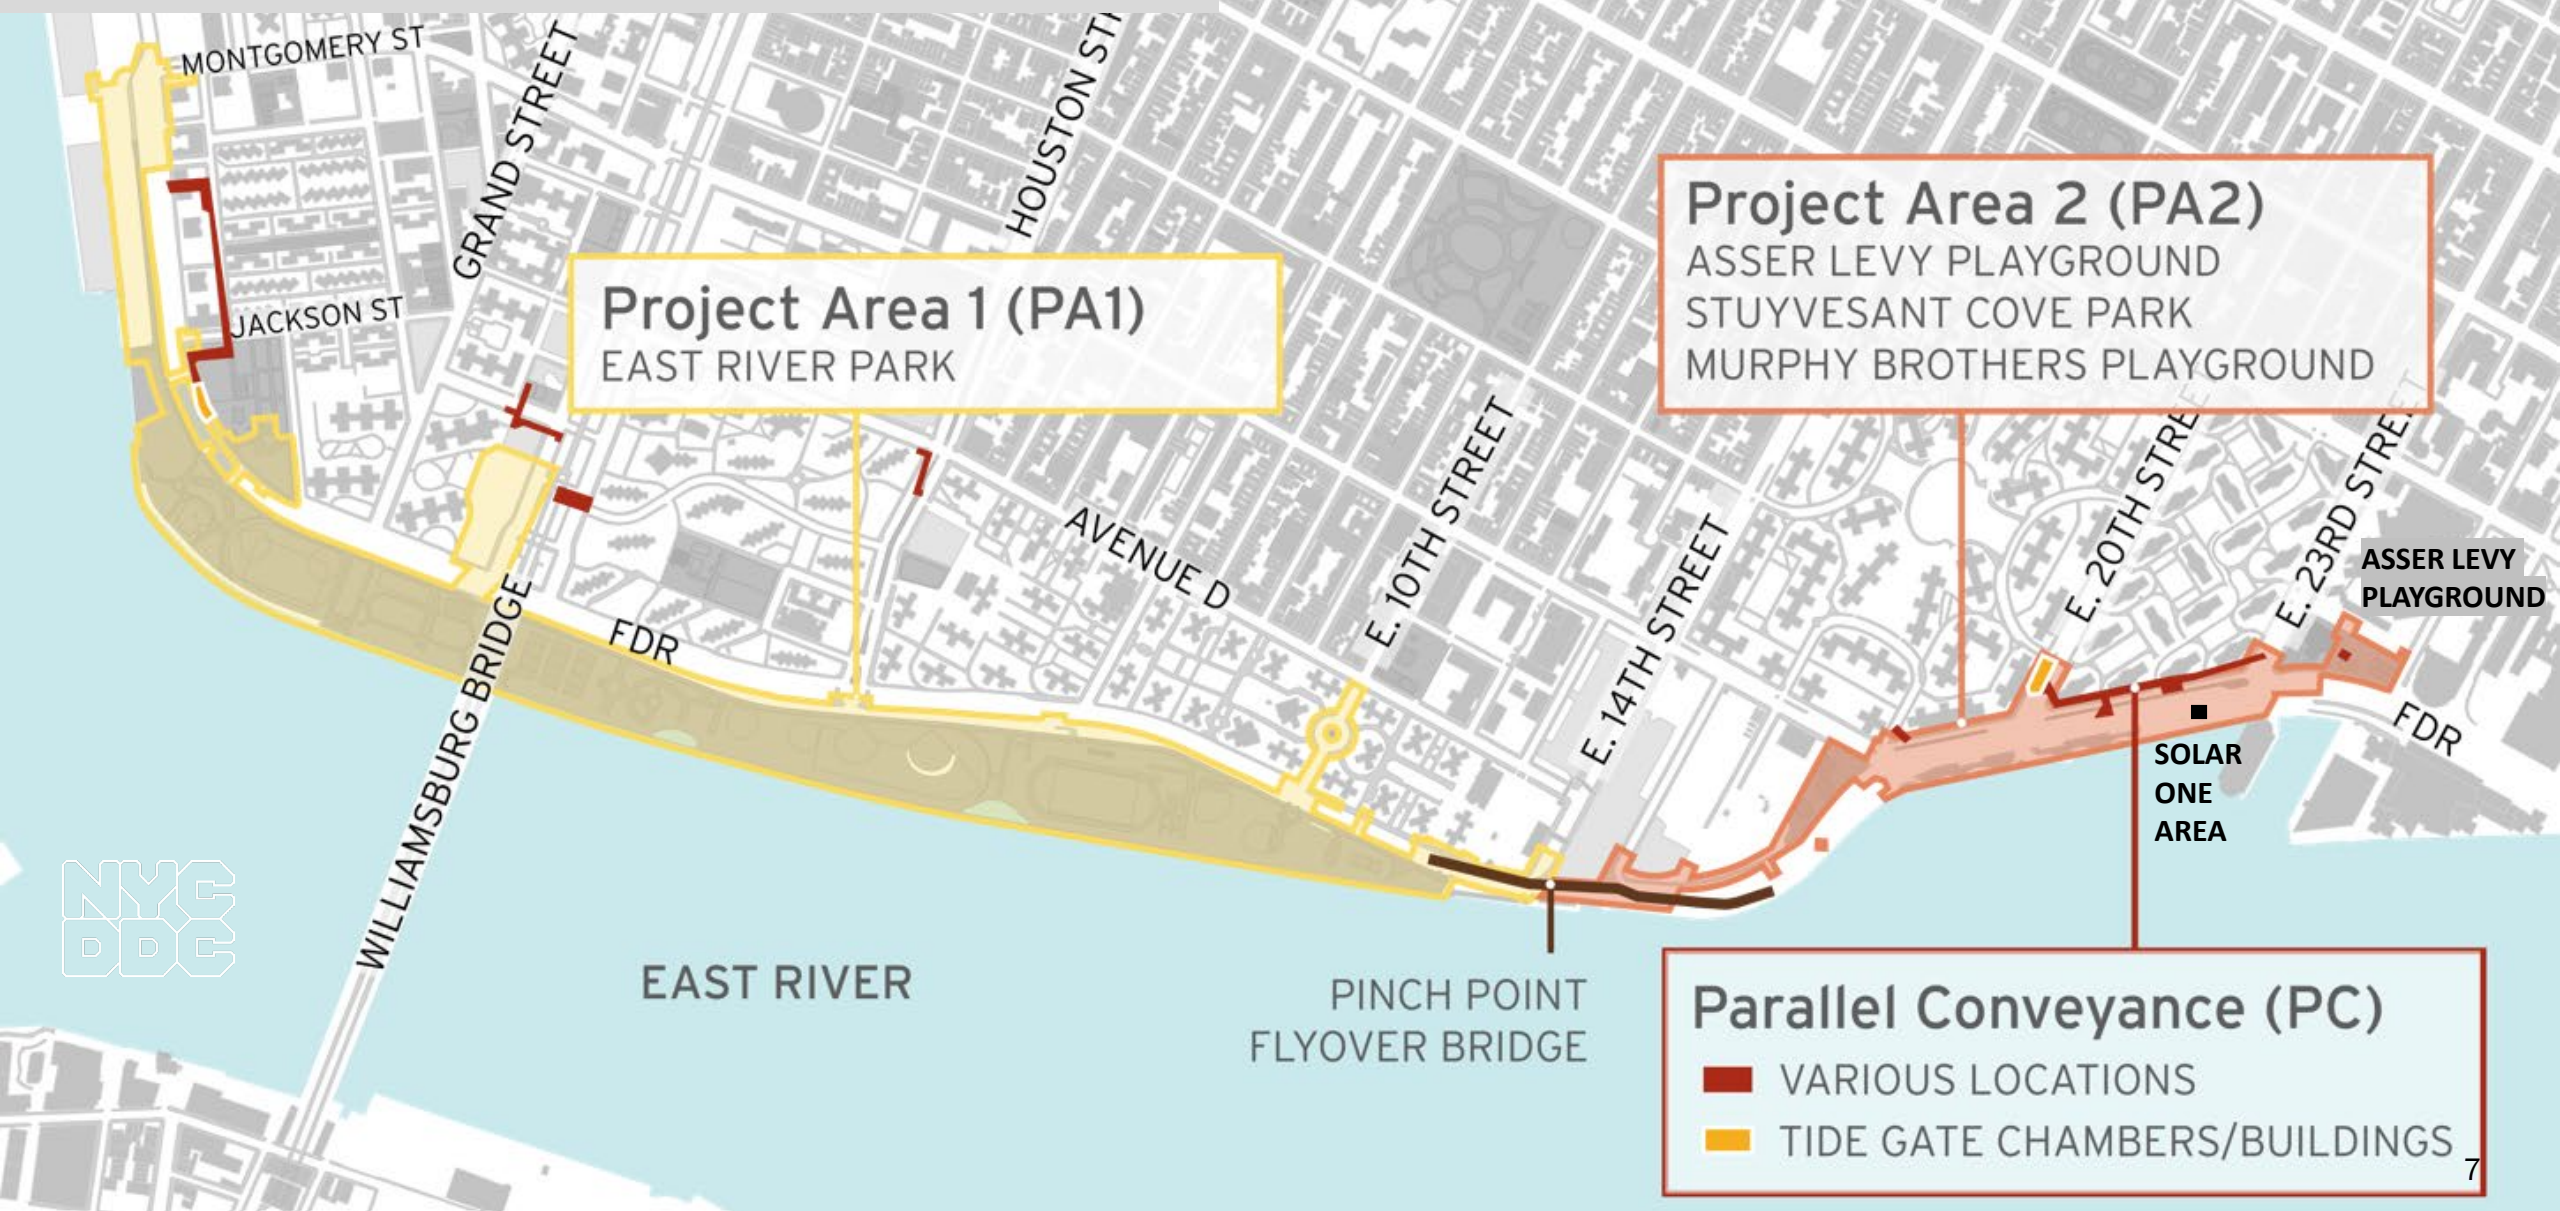 MONTGOMERY ST
GRAND STREET
HOUSTON ST
JACKSON ST
Project Area 1 (PA1)
EAST RIVER PARK
Project Area 2 (PA2)
ASSER LEVY PLAYGROUND
STUYVESANT COVE PARK
MURPHY BROTHERS PLAYGROUND
AVENUE D
E. 10TH STREET
E. 14TH STREET
E. 20TH STREE
E. 23RD STREET
ASSER LEVY
PLAYGROUND
FDR
FDR
WILLIAMSBURG BRIDGE
SOLAR
ONE
AREA
NYC
DDC
EAST RIVER
PINCH POINT
FLYOVER BRIDGE
Parallel Conveyance (PC)
VARIOUS LOCATIONS
TIDE GATE CHAMBERS/BUILDINGS
7